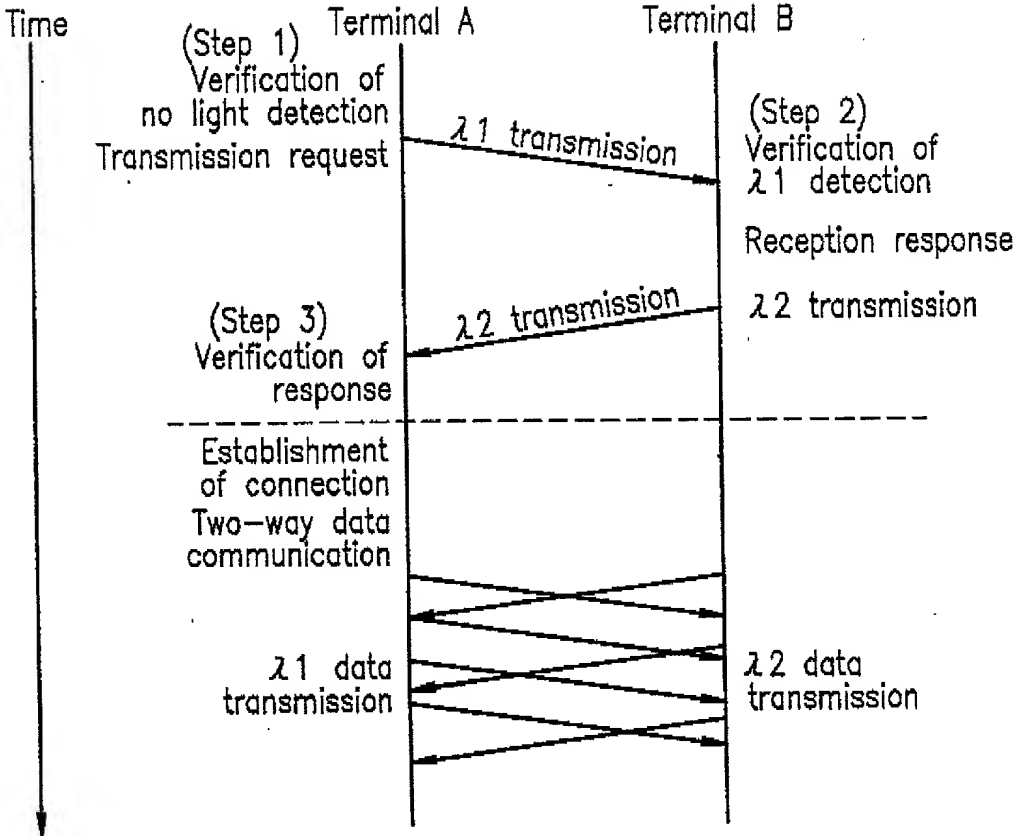 Time
Terminal A
Terminal B
(Step 1)
Verification of
no light detection
Transmission request
λ1 transmission
(Step 2)
Verification of
λ1 detection
Reception response
λ2 transmission
λ2 transmission
(Step 3)
Verification of
response
Establishment
of connection
Two-way data
communication
λ1 data
transmission
λ2 data
transmission